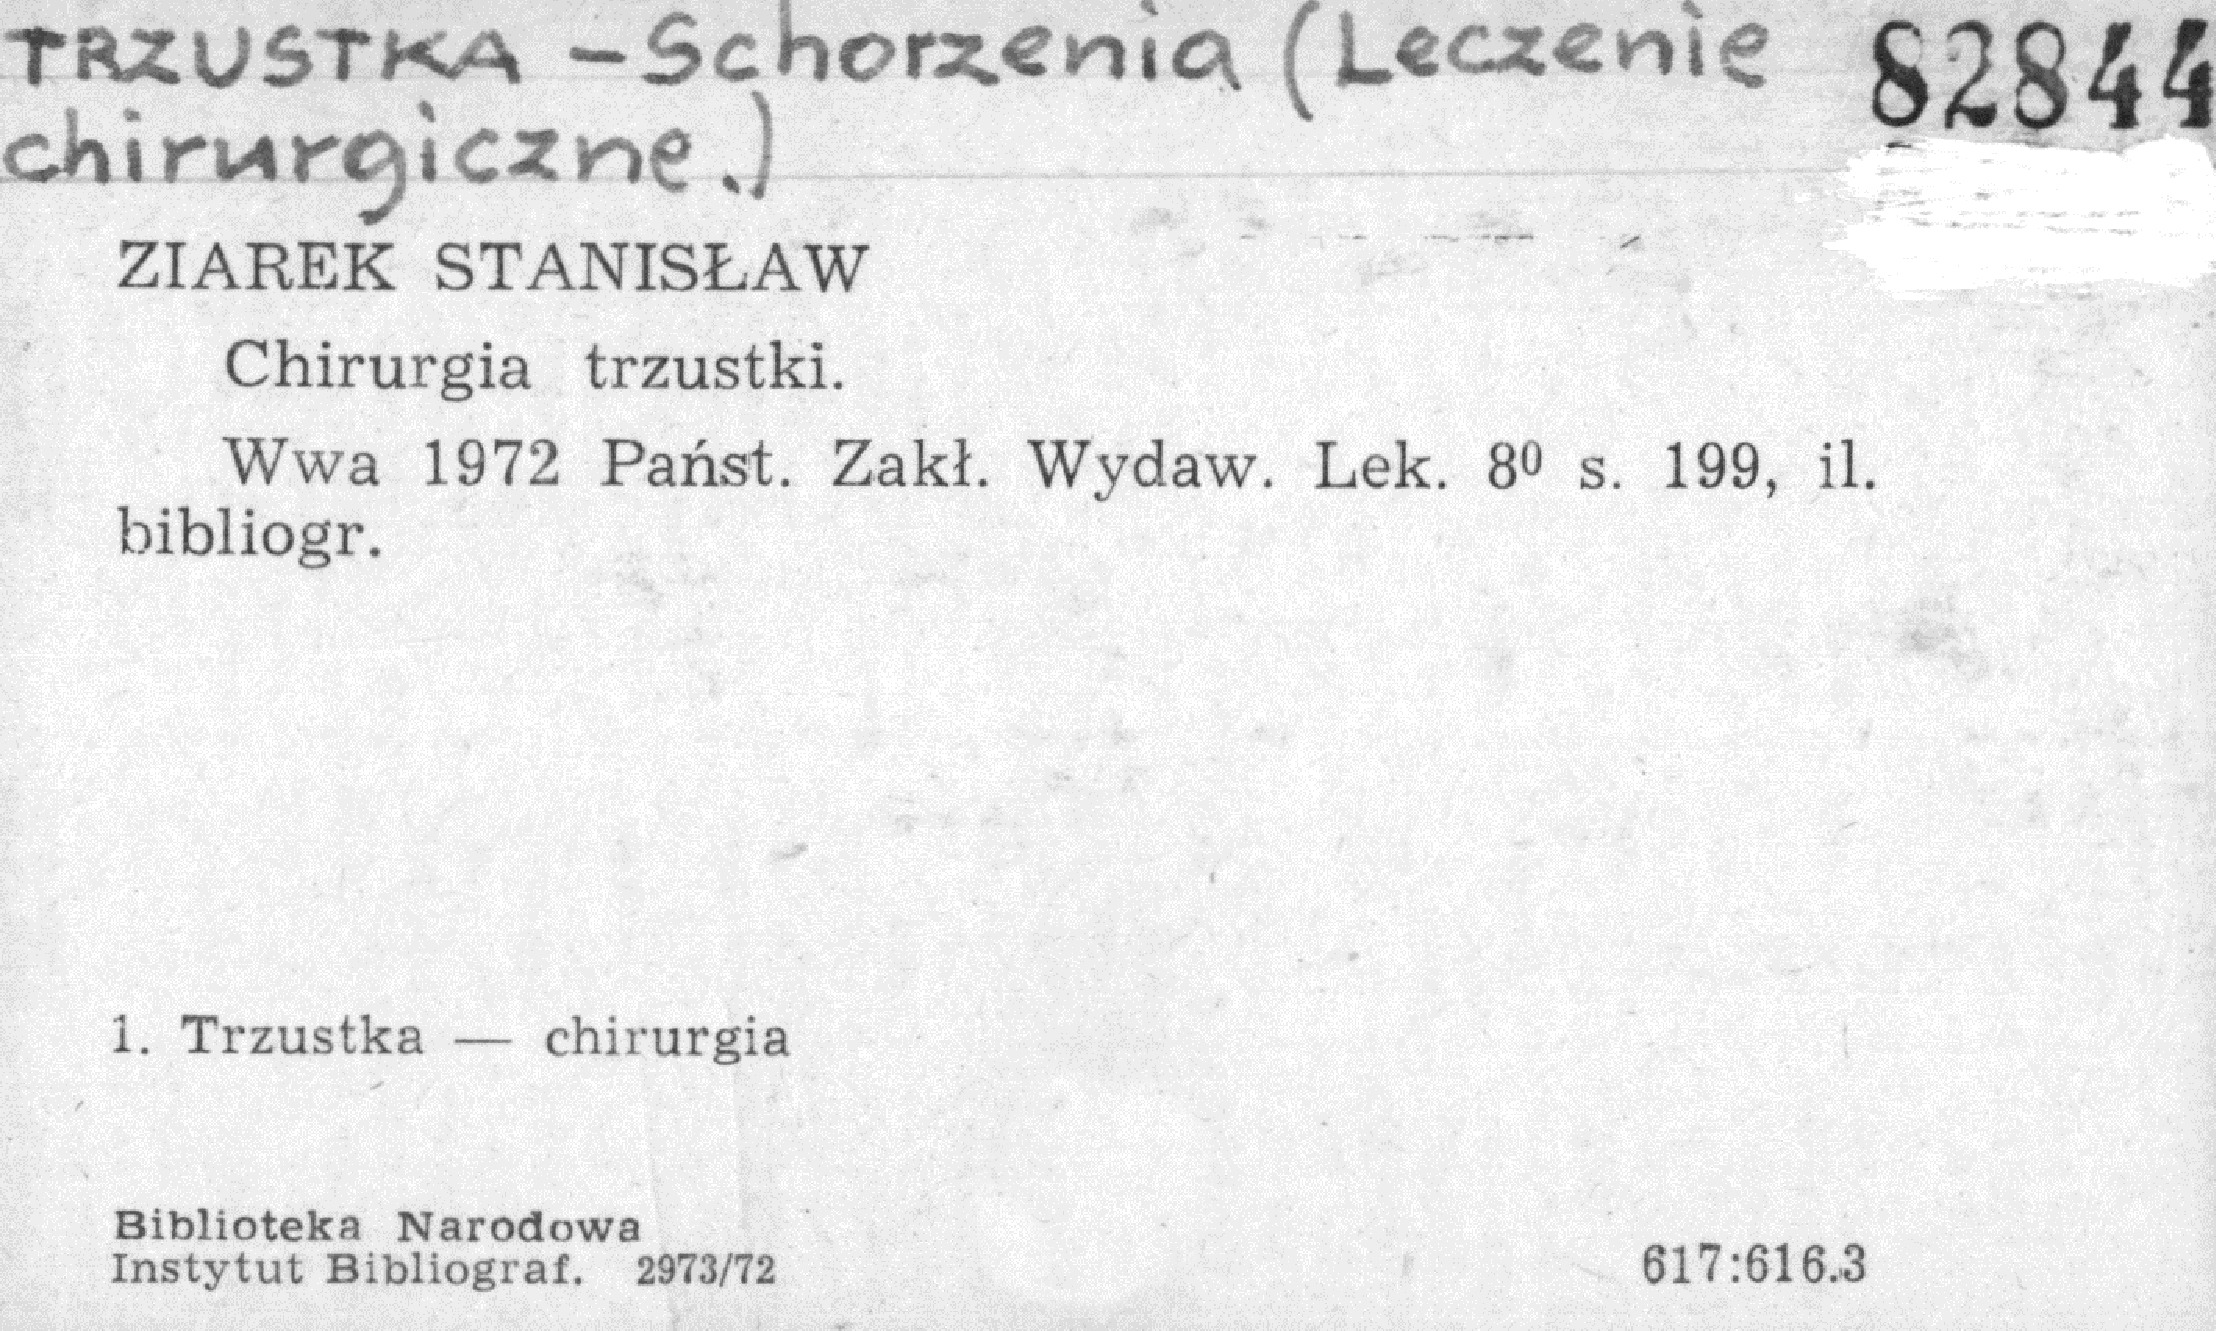 TRZUSTKA – Schorzenia (Leczenie 82844
chirurgiczne.)
ZIAREK STANISŁAW
Chirurgia trzustki.
Wwa 1972 Państ. Zakł. Wydaw. Lek. 8⁰ s. 199, il.
bibliogr.
1. Trzustka — chirurgia
Biblioteka Narodowa
Instytut Bibliograf. 2973/72 617:616.3